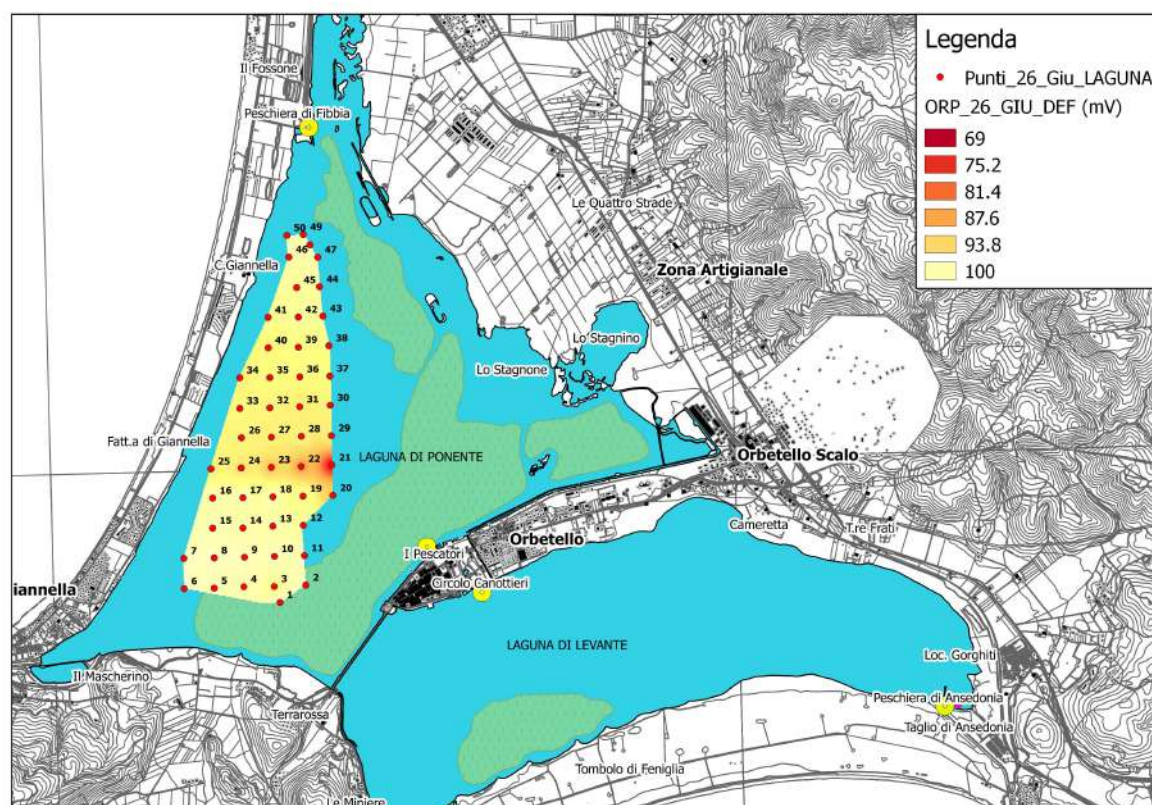 Legenda
Punti_26_Giu_LAGUNA
ORP_26_GIU_DEF (mV)
69
75.2
81.4
87.6
93.8
100
Il Fossone
Peschiera di Fibbia
Le Quattro Strade
50 49
46 47
C.Giannella
Zona Artigianale
45 44
41 42 43
Lo Stagnino
40 39 38
Lo Stagnone
34 35 36 37
33 32 31 30
Fatt.a di Giannella
26 27 28 29
LAGUNA DI PONENTE
Orbetello Scalo
25 24 23 22 21
16 17 18 19 20
15 14 13 12
Cameretta
T.re Frati
Orbetello
I Pescatori
7 8 9 10 11
Circolo Canottieri
6 5 4 3 2
iannella
1
LAGUNA DI LEVANTE
Loc. Gorghiti
Il Mascherino
Peschiera di Ansedonia
Terrarossa
Taglio di Ansedonia
Tombolo di Feniglia
Le Miniere